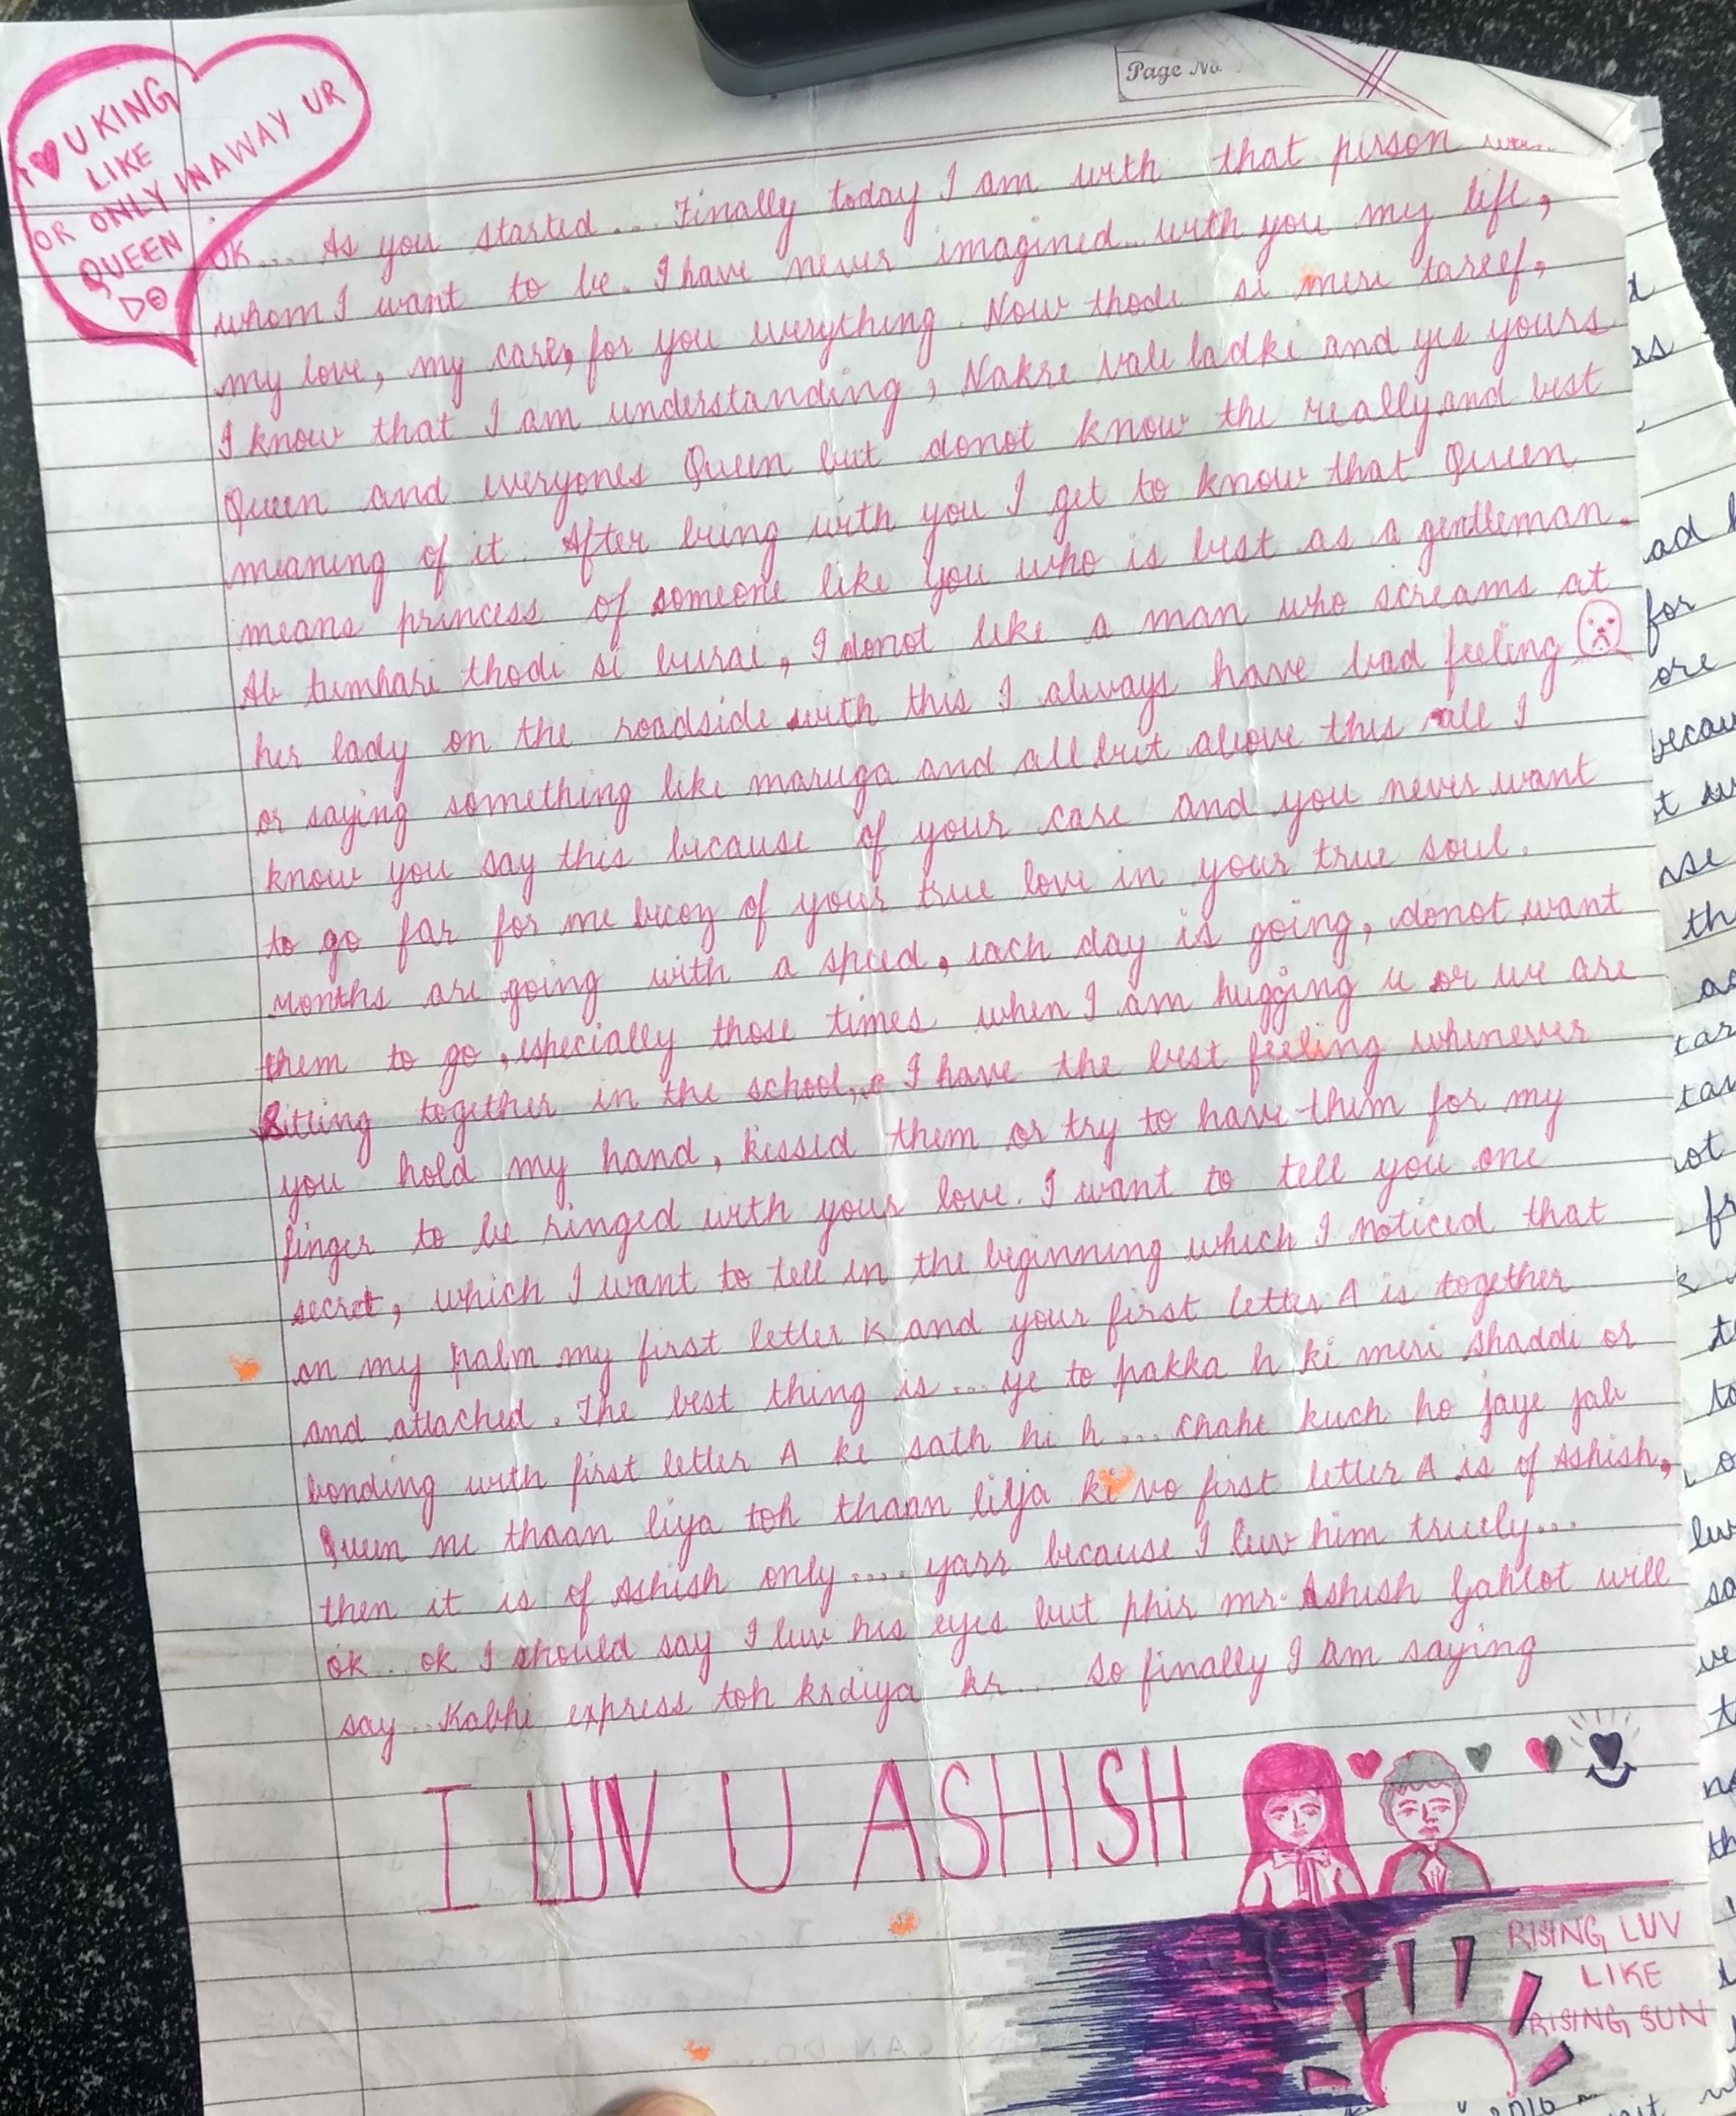 Page No.
I ♥ U KING
LIKE
OR ONLY IN A WAY UR
QUEEN
DO
OK... As you started... Finally today I am with that person
whom I want to be. I have never imagined.. with you my life,
my love, my care, for you everything. Now thodi si meri tareef,
I know that I am understanding, Nakre vali ladki and yes yours
Queen and everyones Queen but donot know the really and best
meaning of it. After being with you I get to know that Queen
means princess of someone like you who is best as a gentleman.
Ab tumhari thodi si burai, I donot like a man who screams at
her lady on the roadside with this I always have bad feeling
or saying something like maruga and all but above this all I
know you say this because of your care and you never want
to go far for me becoz of your true love in your true soul.
Months are going with a speed, each day is going, donot want
them to go, especially those times when I am hugging u or we are
sitting together in the school,.. I have the best feeling whenever
you hold my hand, kissed them or try to have them for my
finger to be ringed with your love. I want to tell you one
secret, which I want to tell in the beginning which I noticed that
on my palm my first letter K and your first letter A is together
and attached. The best thing is... ye to pakka h ki meri shaddi or
bonding with first letter A ke sath hi h... chahe kuch ho jaye jab
Queen ne thaan liya toh thaan lija ki vo first letter A is of Ashish,
then it is of Ashish only.... yarr because I luv him truely...
ok.. ok I should say I luv his eyes but phir mr. Ashish Gahlot will
say.. Kabhi express toh krdiya kr... so finally I am saying
I LUV U ASHISH
RISING LUV
LIKE
RISING SUN